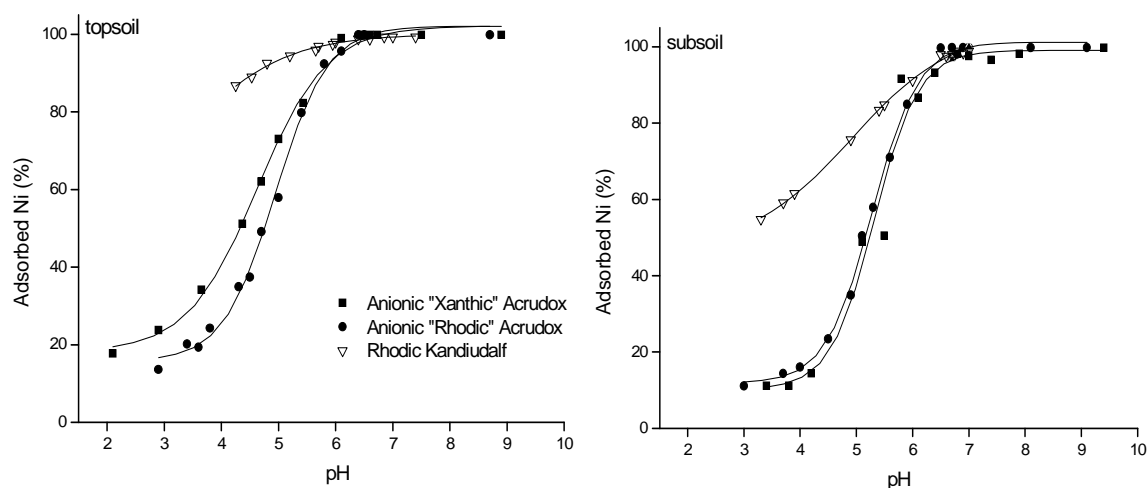 topsoil
Adsorbed Ni (%)
100
80
60
40
20
0
2 3 4 5 6 7 8 9 10
pH
Anionic "Xanthic" Acrudox
Anionic "Rhodic" Acrudox
Rhodic Kandiudalf
subsoil
Adsorbed Ni (%)
100
80
60
40
20
0
2 3 4 5 6 7 8 9 10
pH